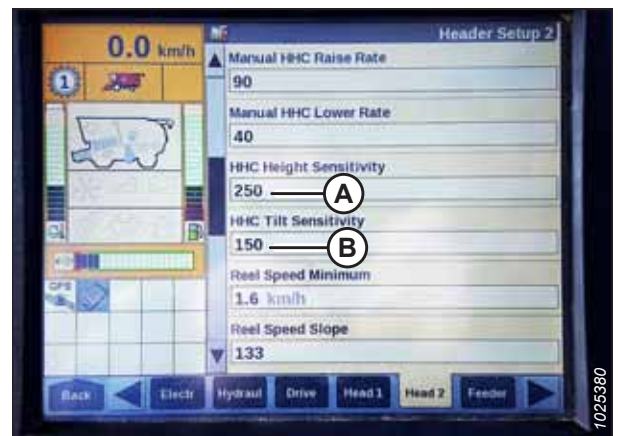 Header Setup 2
0.0 km/h
1
Manual HHC Raise Rate
90
Manual HHC Lower Rate
40
HHC Height Sensitivity
250
A
HHC Tilt Sensitivity
150
B
Reel Speed Minimum
1.6 km/h
Reel Speed Slope
133
GPS
Back
Electr
Hydraul
Drive
Head 1
Head 2
Feeder
1025380